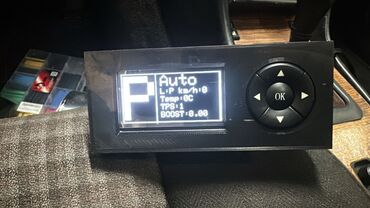 P
Auto
L:P km/h:0
Temp:0C
TPS:1
BOOST:0.00
OK